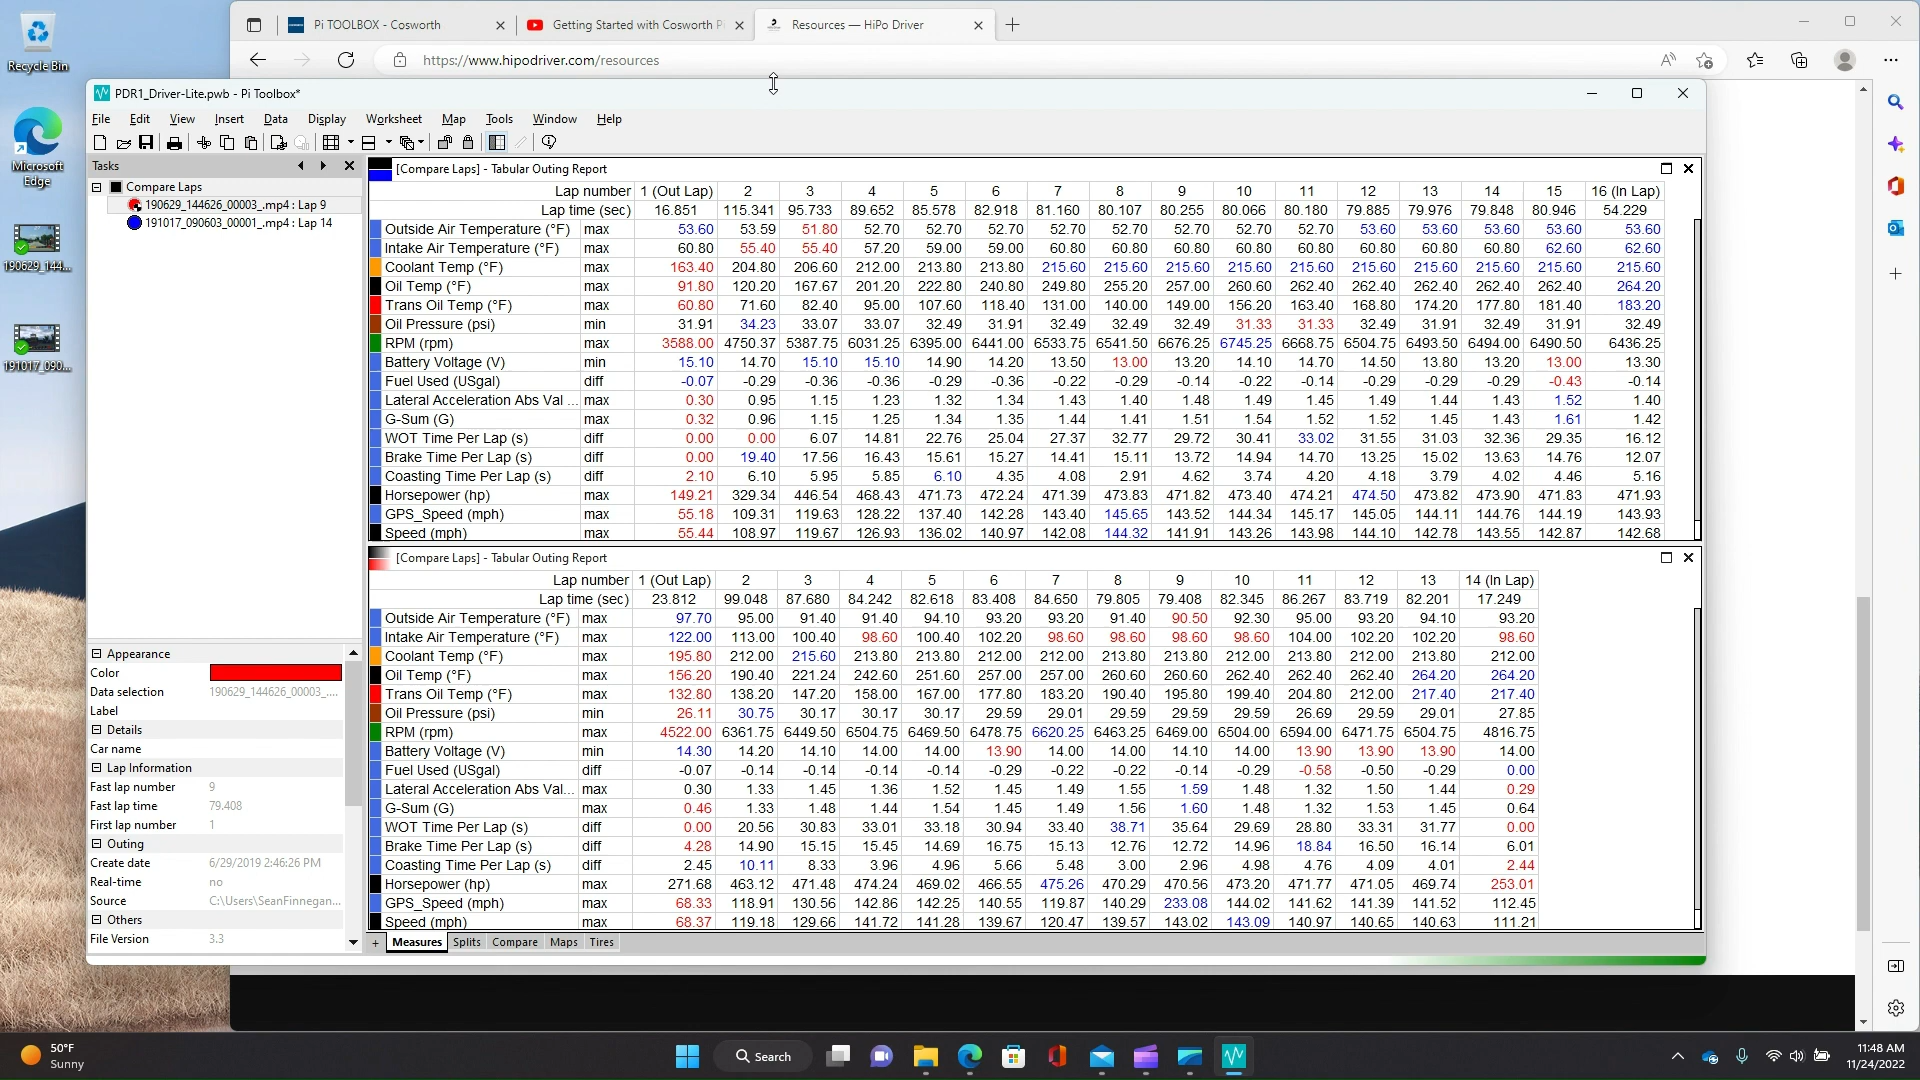 Recycle Bin
Microsoft
Edge
190629_144...
191017_090...
Pi TOOLBOX - Cosworth
Getting Started with Cosworth Pi
Resources — HiPo Driver
https://www.hipodriver.com/resources
PDR1_Driver-Lite.pwb - Pi Toolbox*
File Edit View Insert Data Display Worksheet Map Tools Window Help
Tasks
Compare Laps
190629_144626_00003_.mp4 : Lap 9
191017_090603_00001_.mp4 : Lap 14
[Compare Laps] - Tabular Outing Report
Lap number 1 (Out Lap) 2 3 4 5 6 7 8 9 10 11 12 13 14 15 16 (In Lap)
Lap time (sec) 16.851 115.341 95.733 89.652 85.578 82.918 81.160 80.107 80.255 80.066 80.180 79.885 79.976 79.848 80.946 54.229
Outside Air Temperature (°F) max 53.60 53.59 51.80 52.70 52.70 52.70 52.70 52.70 52.70 52.70 52.70 53.60 53.60 53.60 53.60 53.60
Intake Air Temperature (°F) max 60.80 55.40 55.40 57.20 59.00 59.00 60.80 60.80 60.80 60.80 60.80 60.80 60.80 60.80 62.60 62.60
Coolant Temp (°F) max 163.40 204.80 206.60 212.00 213.80 213.80 215.60 215.60 215.60 215.60 215.60 215.60 215.60 215.60 215.60 215.60
Oil Temp (°F) max 91.80 120.20 167.67 201.20 222.80 240.80 249.80 255.20 257.00 260.60 262.40 262.40 262.40 262.40 262.40 264.20
Trans Oil Temp (°F) max 60.80 71.60 82.40 95.00 107.60 118.40 131.00 140.00 149.00 156.20 163.40 168.80 174.20 177.80 181.40 183.20
Oil Pressure (psi) min 31.91 34.23 33.07 33.07 32.49 31.91 32.49 32.49 32.49 31.33 31.33 32.49 31.91 32.49 31.91 32.49
RPM (rpm) max 3588.00 4750.37 5387.75 6031.25 6395.00 6441.00 6533.75 6541.50 6676.25 6745.25 6668.75 6504.75 6493.50 6494.00 6490.50 6436.25
Battery Voltage (V) min 15.10 14.70 15.10 15.10 14.90 14.20 13.50 13.00 13.20 14.10 14.70 14.50 13.80 13.20 13.00 13.30
Fuel Used (USgal) diff -0.07 -0.29 -0.36 -0.36 -0.29 -0.36 -0.22 -0.29 -0.14 -0.22 -0.14 -0.29 -0.29 -0.29 -0.43 -0.14
Lateral Acceleration Abs Val ... max 0.30 0.95 1.15 1.23 1.32 1.34 1.43 1.40 1.48 1.49 1.45 1.49 1.44 1.43 1.52 1.40
G-Sum (G) max 0.32 0.96 1.15 1.25 1.34 1.35 1.44 1.41 1.51 1.54 1.52 1.52 1.45 1.43 1.61 1.42
WOT Time Per Lap (s) diff 0.00 0.00 6.07 14.81 22.76 25.04 27.37 32.77 29.72 30.41 33.02 31.55 31.03 32.36 29.35 16.12
Brake Time Per Lap (s) diff 0.00 19.40 17.56 16.43 15.61 15.27 14.41 15.11 13.72 14.94 14.70 13.25 15.02 13.63 14.76 12.07
Coasting Time Per Lap (s) diff 2.10 6.10 5.95 5.85 6.10 4.35 4.08 2.91 4.62 3.74 4.20 4.18 3.79 4.02 4.46 5.16
Horsepower (hp) max 149.21 329.34 446.54 468.43 471.73 472.24 471.39 473.83 471.82 473.40 474.21 474.50 473.82 473.90 471.83 471.93
GPS_Speed (mph) max 55.18 109.31 119.63 128.22 137.40 142.28 143.40 145.65 143.52 144.34 145.17 145.05 144.11 144.76 144.19 143.93
Speed (mph) max 55.44 108.97 119.67 126.93 136.02 140.97 142.08 144.32 141.91 143.26 143.98 144.10 142.78 143.55 142.87 142.68
[Compare Laps] - Tabular Outing Report
Lap number 1 (Out Lap) 2 3 4 5 6 7 8 9 10 11 12 13 14 (In Lap)
Lap time (sec) 23.812 99.048 87.680 84.242 82.618 83.408 84.650 79.805 79.408 82.345 86.267 83.719 82.201 17.249
Outside Air Temperature (°F) max 97.70 95.00 91.40 91.40 94.10 93.20 93.20 91.40 90.50 92.30 95.00 93.20 94.10 93.20
Intake Air Temperature (°F) max 122.00 113.00 100.40 98.60 100.40 102.20 98.60 98.60 98.60 98.60 104.00 102.20 102.20 98.60
Coolant Temp (°F) max 195.80 212.00 215.60 213.80 213.80 212.00 212.00 213.80 213.80 212.00 213.80 212.00 213.80 212.00
Oil Temp (°F) max 156.20 190.40 221.24 242.60 251.60 257.00 257.00 260.60 260.60 262.40 262.40 262.40 264.20 264.20
Trans Oil Temp (°F) max 132.80 138.20 147.20 158.00 167.00 177.80 183.20 190.40 195.80 199.40 204.80 212.00 217.40 217.40
Oil Pressure (psi) min 26.11 30.75 30.17 30.17 30.17 29.59 29.01 29.59 29.59 29.59 26.69 29.59 29.01 27.85
RPM (rpm) max 4522.00 6361.75 6449.50 6504.75 6469.50 6478.75 6620.25 6463.25 6469.00 6504.00 6594.00 6471.75 6504.75 4816.75
Battery Voltage (V) min 14.30 14.20 14.10 14.00 14.00 13.90 14.00 14.00 14.10 14.00 13.90 13.90 13.90 14.00
Fuel Used (USgal) diff -0.07 -0.14 -0.14 -0.14 -0.14 -0.29 -0.22 -0.22 -0.14 -0.29 -0.58 -0.50 -0.29 0.00
Lateral Acceleration Abs Val... max 0.30 1.33 1.45 1.36 1.52 1.45 1.49 1.55 1.59 1.48 1.32 1.50 1.44 0.29
G-Sum (G) max 0.46 1.33 1.48 1.44 1.54 1.45 1.49 1.56 1.60 1.48 1.32 1.53 1.45 0.64
WOT Time Per Lap (s) diff 0.00 20.56 30.83 33.01 33.18 30.94 33.40 38.71 35.64 29.69 28.80 33.31 31.77 0.00
Brake Time Per Lap (s) diff 4.28 14.90 15.15 15.45 14.69 16.75 15.13 12.76 12.72 14.96 18.84 16.50 16.14 6.01
Coasting Time Per Lap (s) diff 2.45 10.11 8.33 3.96 4.96 5.66 5.48 3.00 2.96 4.98 4.76 4.09 4.01 2.44
Horsepower (hp) max 271.68 463.12 471.48 474.24 469.02 466.55 475.26 470.29 470.56 473.20 471.77 471.05 469.74 253.01
GPS_Speed (mph) max 68.33 118.91 130.56 142.86 142.25 140.55 119.87 140.29 233.08 144.02 141.62 141.39 141.52 112.45
Speed (mph) max 68.37 119.18 129.66 141.72 141.28 139.67 120.47 139.57 143.02 143.09 140.97 140.65 140.63 111.21
Appearance
Color
Data selection 190629_144626_00003_....
Label
Details
Car name
Lap Information
Fast lap number 9
Fast lap time 79.408
First lap number 1
Outing
Create date 6/29/2019 2:46:26 PM
Real-time no
Source C:\Users\SeanFinnegan...
Others
File Version 3.3
+ Measures Splits Compare Maps Tires
50°F
Sunny
Search
11:48 AM
11/24/2022